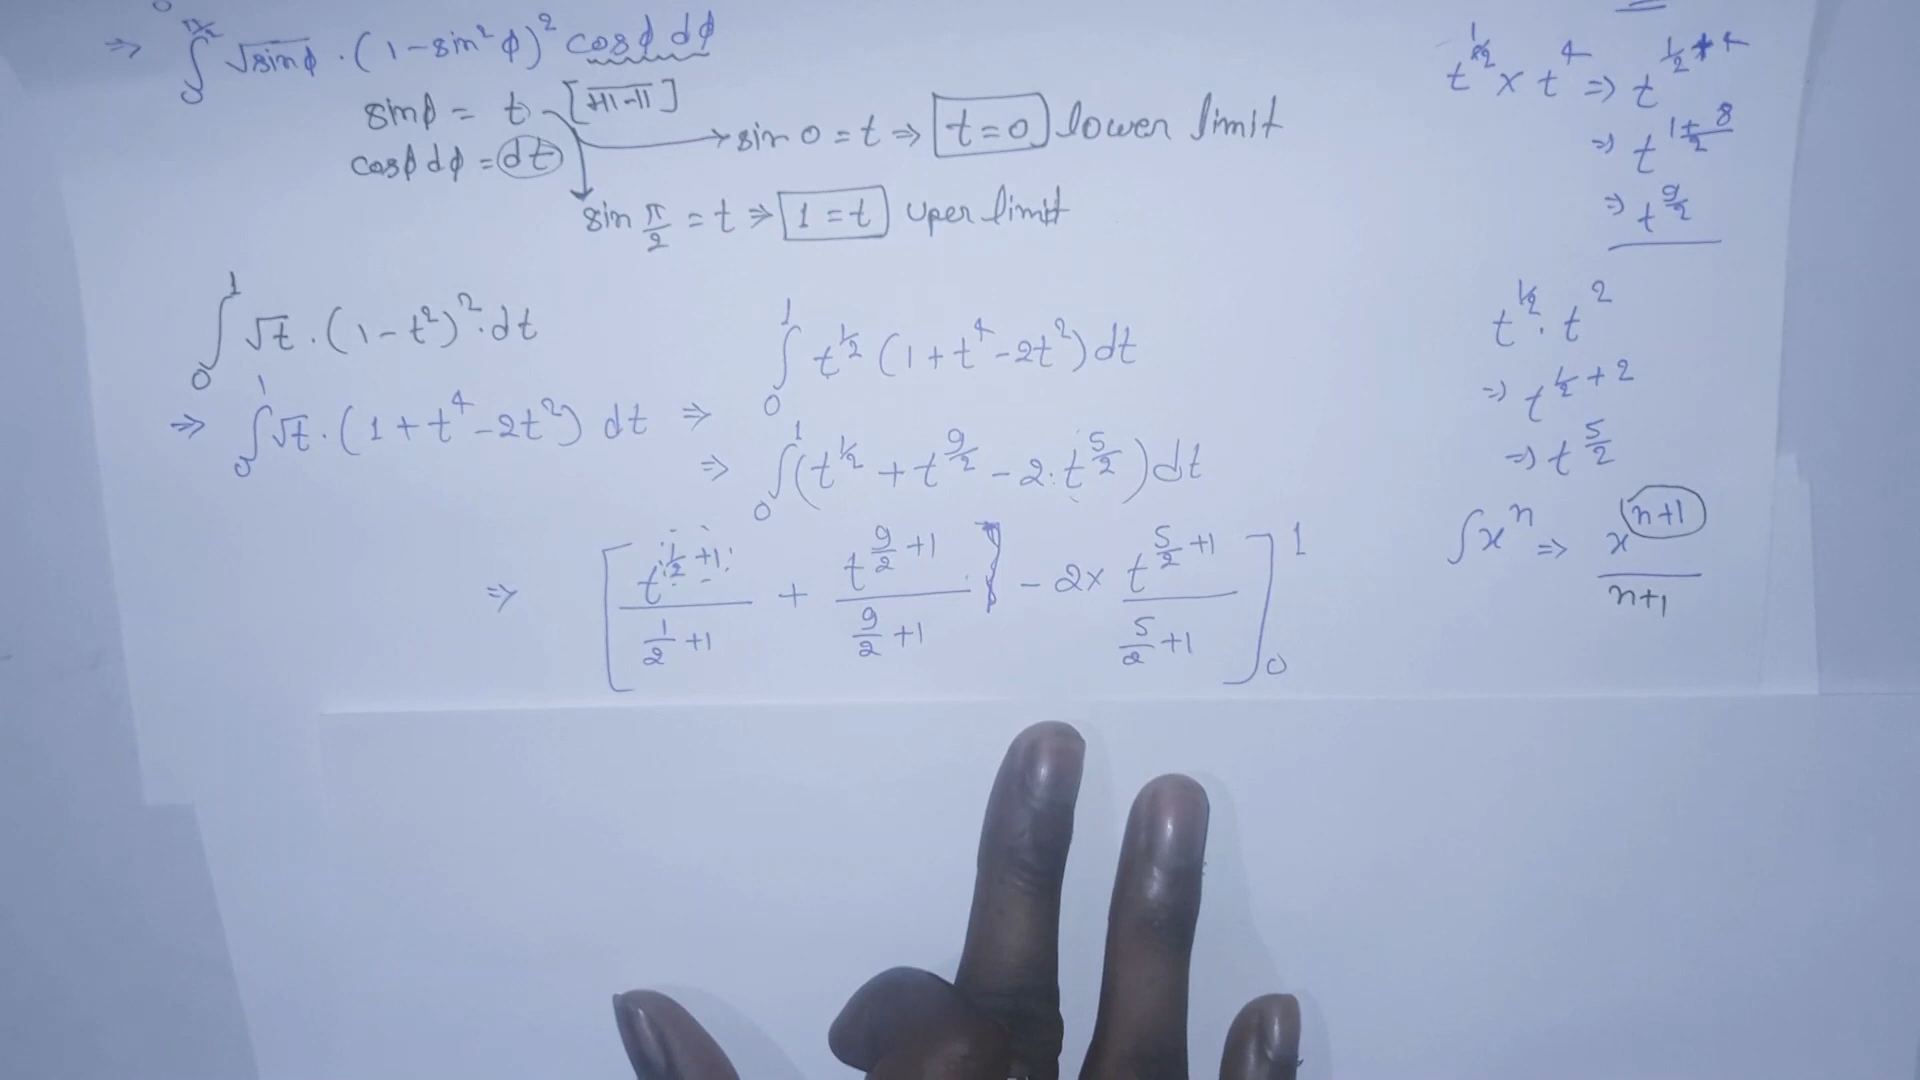 ⇒ ∫₀^(π/2) √sinφ · (1-sin²φ)² cosφ dφ
sinφ = t [माना]
cosφ dφ = dt
→ sin 0 = t ⇒ t=0 lower limit
sin π/2 = t ⇒ 1 = t Uper limit
∫₀¹ √t · (1-t²)² · dt
⇒ ∫₀¹ √t · (1+t⁴-2t²) dt ⇒
∫₀¹ t^(1/2) (1+t⁴-2t²) dt
⇒ ∫₀¹ (t^(1/2) + t^(9/2) - 2·t^(5/2)) dt
⇒ [t^(1/2 +1) / (1/2 +1) + t^(9/2 +1) / (9/2 +1) - 2× t^(5/2 +1) / (5/2 +1)]₀¹
t^(1/2) × t⁴ ⇒ t^(1/2 + 4)
⇒ t^((1+8)/2)
⇒ t^(9/2)
t^(1/2) · t²
⇒ t^(1/2 + 2)
⇒ t^(5/2)
∫xⁿ ⇒ x^(n+1) / (n+1)